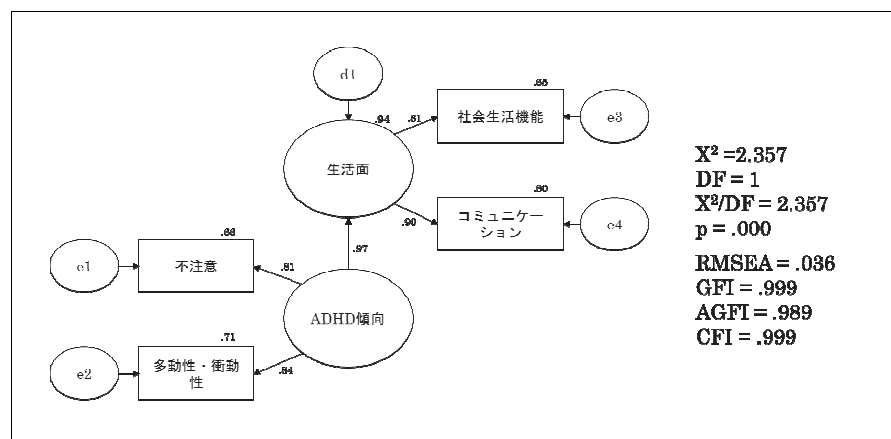 d1
.94
.81
.65
社会生活機能
e3
生活面
.90
.80
コミュニケー
ション
e4
.97
e1
.66
不注意
.81
ADHD傾向
e2
.71
多動性・衝動
性
.84
X² =2.357
DF = 1
X²/DF = 2.357
p = .000
RMSEA = .036
GFI = .999
AGFI = .989
CFI = .999